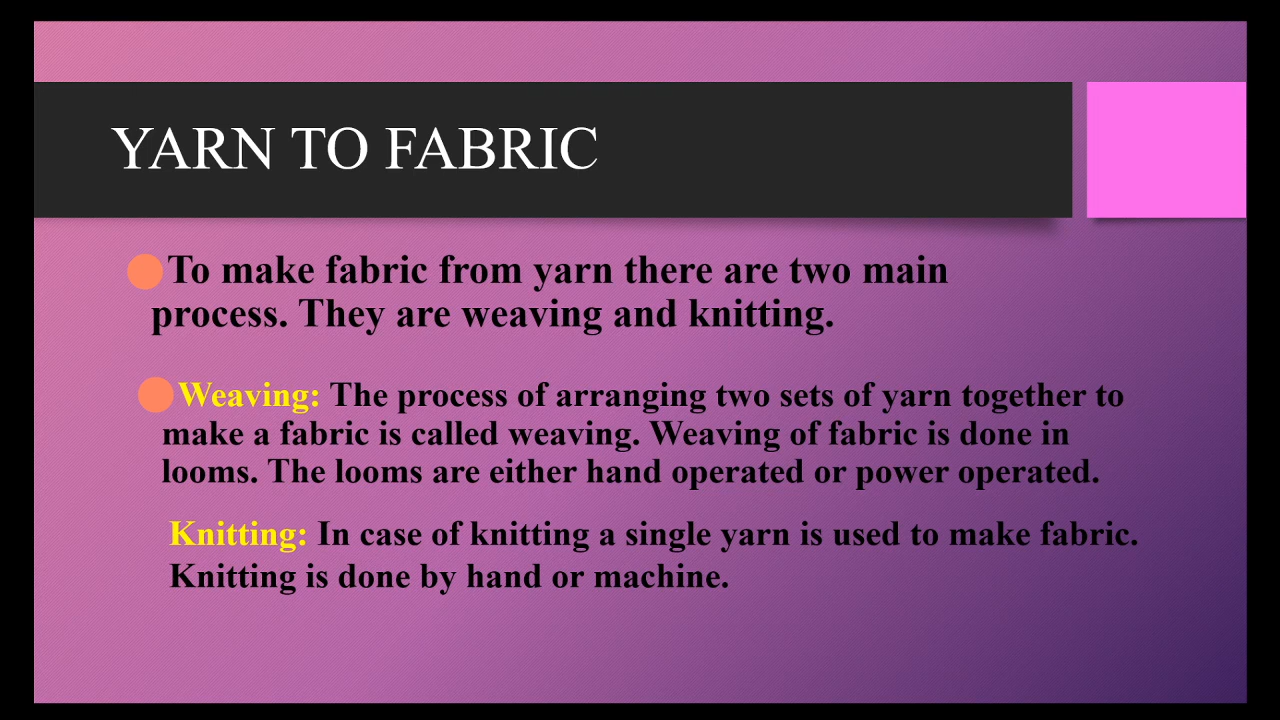 YARN TO FABRIC
To make fabric from yarn there are two main
process. They are weaving and knitting.
Weaving: The process of arranging two sets of yarn together to
make a fabric is called weaving. Weaving of fabric is done in
looms. The looms are either hand operated or power operated.
Knitting: In case of knitting a single yarn is used to make fabric.
Knitting is done by hand or machine.